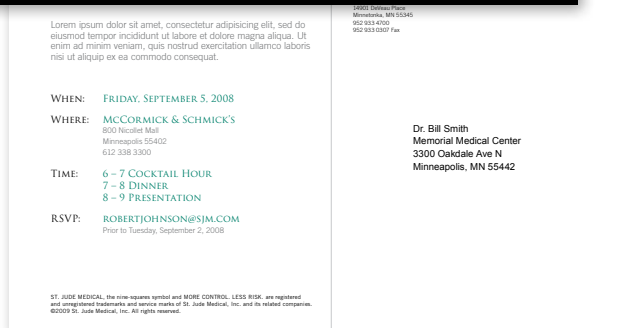 Lorem ipsum dolor sit amet, consectetur adipisicing elit, sed do
eiusmod tempor incididunt ut labore et dolore magna aliqua. Ut
enim ad minim veniam, quis nostrud exercitation ullamco laboris
nisi ut aliquip ex ea commodo consequat.
WHEN: FRIDAY, SEPTEMBER 5, 2008
WHERE: MCCORMICK & SCHMICK'S
800 Nicollet Mall
Minneapolis 55402
612 338 3300
TIME: 6 – 7 COCKTAIL HOUR
7 – 8 DINNER
8 – 9 PRESENTATION
RSVP: ROBERTJOHNSON@SJM.COM
Prior to Tuesday, September 2, 2008
ST. JUDE MEDICAL, the nine-squares symbol and MORE CONTROL. LESS RISK. are registered
and unregistered trademarks and service marks of St. Jude Medical, Inc. and its related companies.
©2009 St. Jude Medical, Inc. All rights reserved.
14901 DeVeau Place
Minnetonka, MN 55345
952 933 4700
952 933 0307 Fax
Dr. Bill Smith
Memorial Medical Center
3300 Oakdale Ave N
Minneapolis, MN 55442